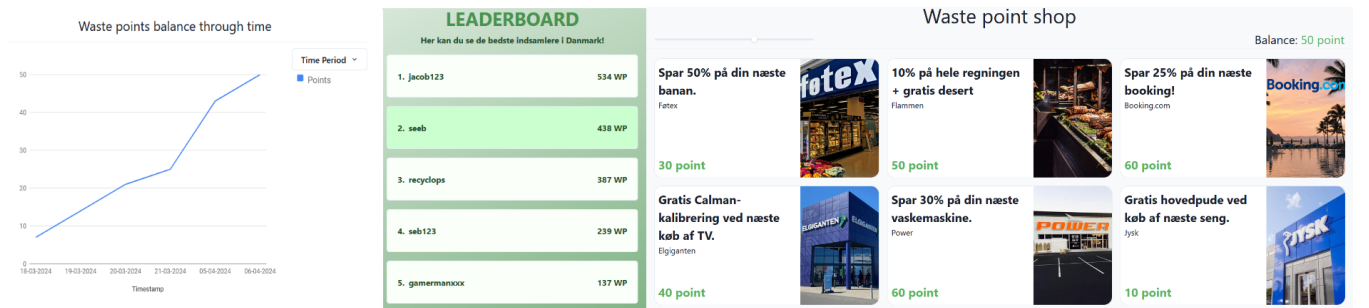 Waste points balance through time
Time Period
Points
50
40
30
20
10
0
18-03-2024 19-03-2024 20-03-2024 21-03-2024 05-04-2024 06-04-2024
Timestamp
LEADERBOARD
Her kan du se de bedste indsamlere i Danmark!
1. jacob123 534 WP
2. søeb 438 WP
3. recyclops 387 WP
4. seb123 239 WP
5. gamermanxxx 137 WP
Waste point shop
Balance: 50 point
Spar 50% på din næste
banan.
Føtex
30 point
føtex
10% på hele regningen
+ gratis desert
Flammen
50 point
Spar 25% på din næste
booking!
Booking.com
60 point
Booking.com
Gratis Calman-
kalibrering ved næste
køb af TV.
Elgiganten
40 point
ELGIGANTEN
ELGIGANTEN
Spar 30% på din næste
vaskemaskine.
Power
60 point
POWER
Gratis hovedpude ved
køb af næste seng.
Jysk
10 point
JYSK